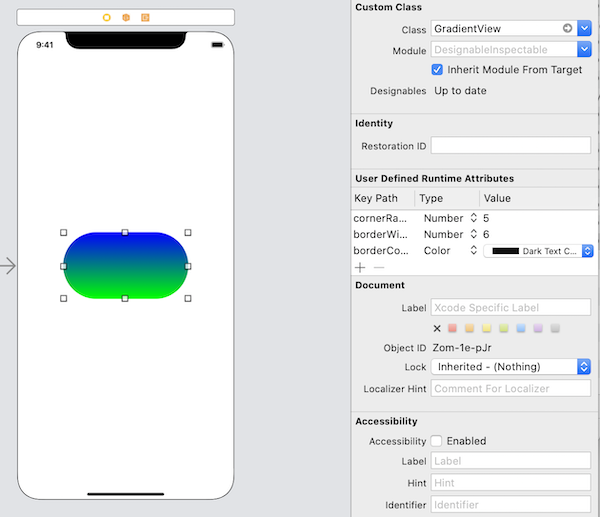 9:41
Custom Class
Class GradientView
Module DesignableInspectable
Inherit Module From Target
Designables Up to date
Identity
Restoration ID
User Defined Runtime Attributes
Key Path Type Value
cornerRa... Number 5
borderWi... Number 6
borderCo... Color Dark Text C...
Document
Label Xcode Specific Label
Object ID Zom-1e-pJr
Lock Inherited - (Nothing)
Localizer Hint Comment For Localizer
Accessibility
Accessibility Enabled
Label Label
Hint Hint
Identifier Identifier